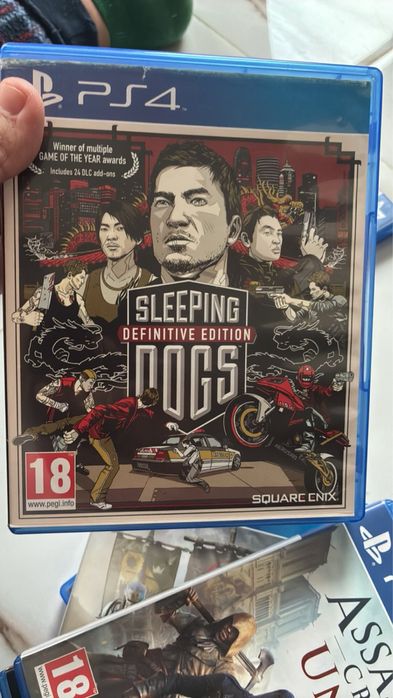 PS4
Winner of multiple
GAME OF THE YEAR awards
Includes 24 DLC add-ons
SLEEPING
DEFINITIVE EDITION
DOGS
18
www.pegi.info
SQUARE ENIX
ASSA
CR
UN
18